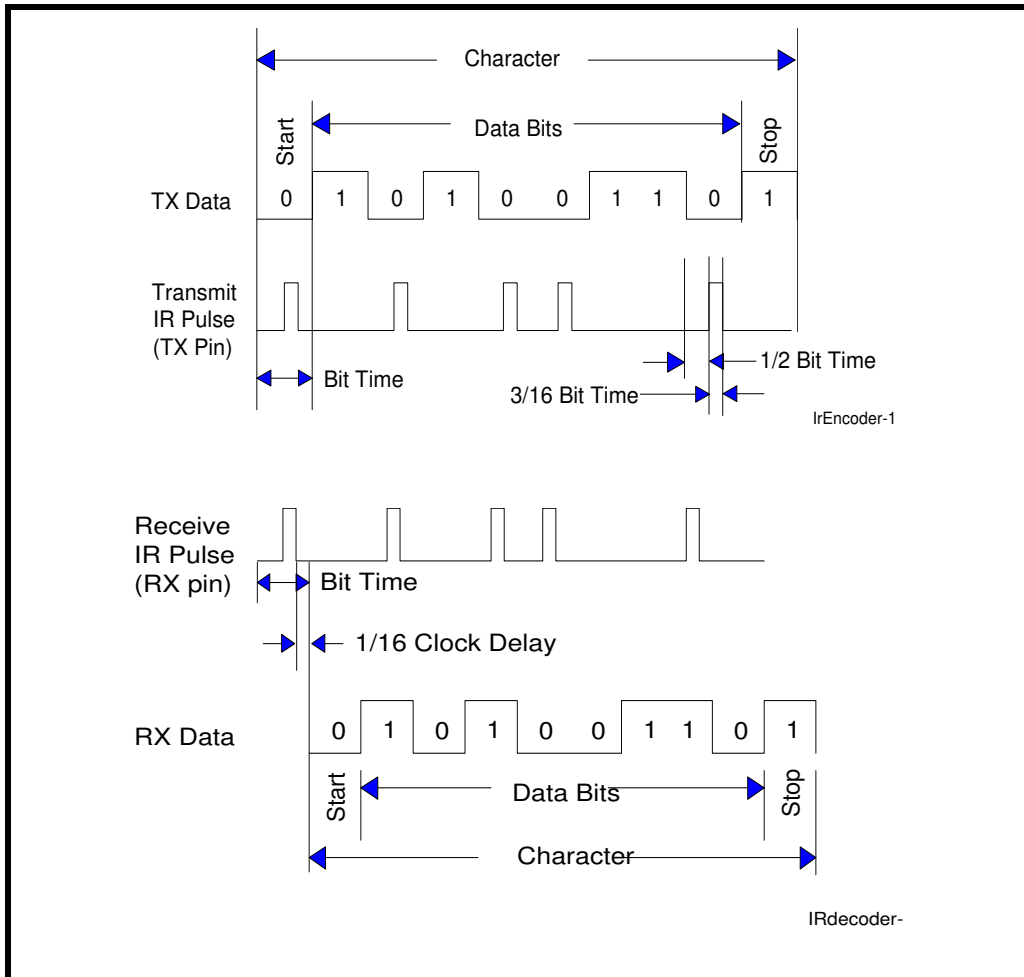 Character
Start
Data Bits
Stop
TX Data
0 1 0 1 0 0 1 1 0 1
Transmit
IR Pulse
(TX Pin)
Bit Time
1/2 Bit Time
3/16 Bit Time
IrEncoder-1
Receive
IR Pulse
(RX pin)
Bit Time
1/16 Clock Delay
RX Data
0 1 0 1 0 0 1 1 0 1
Start
Data Bits
Stop
Character
IRdecoder-